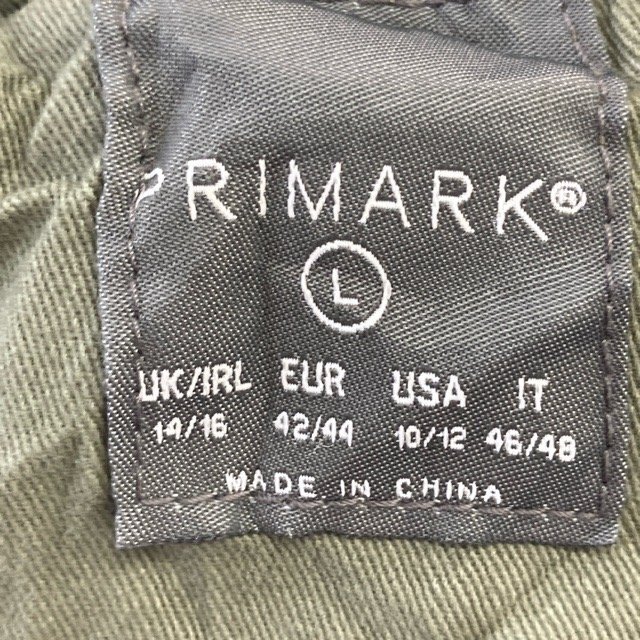 PRIMARK®
L
UK/IRL EUR USA IT
14/16 42/44 10/12 46/48
MADE IN CHINA